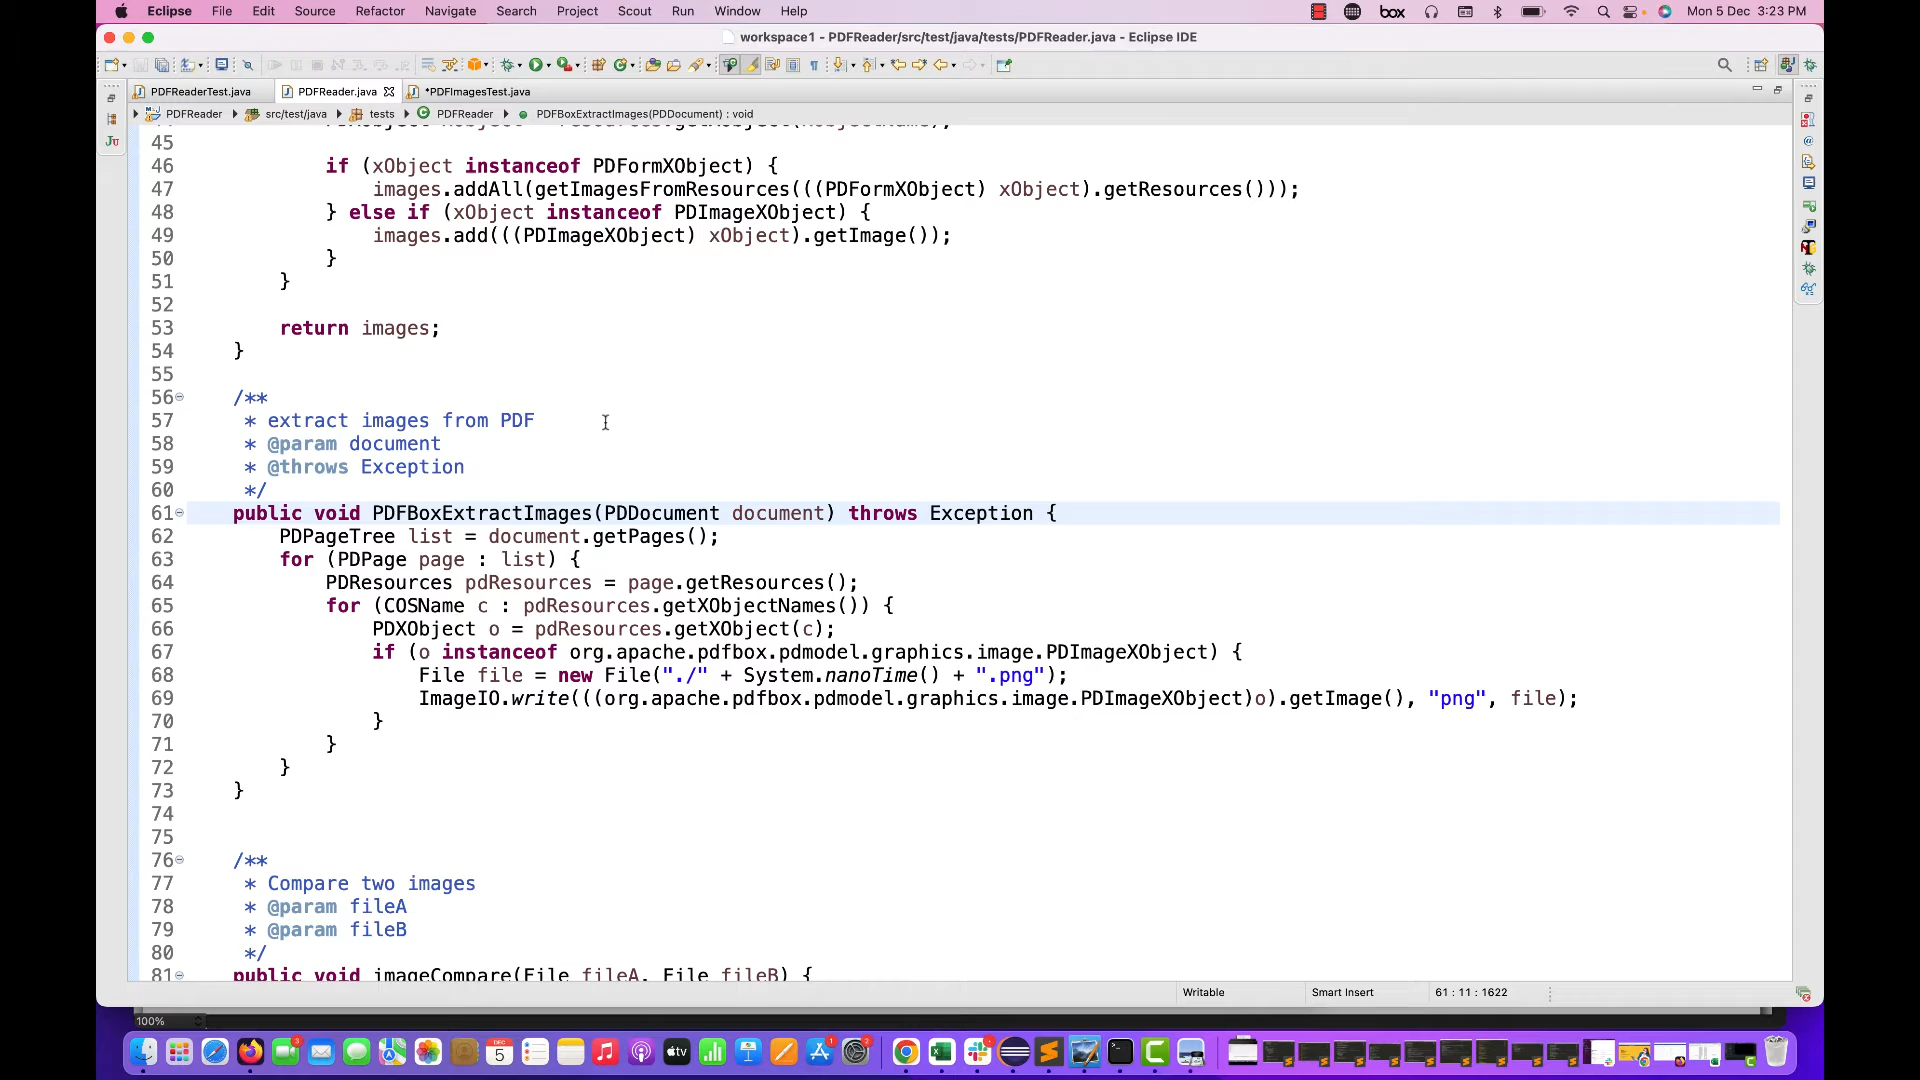 Eclipse File Edit Source Refactor Navigate Search Project Scout Run Window Help box Mon 5 Dec 3:23 PM
workspace1 - PDFReader/src/test/java/tests/PDFReader.java - Eclipse IDE
PDFReaderTest.java PDFReader.java *PDFImagesTest.java
PDFReader src/test/java tests PDFReader PDFBoxExtractImages(PDDocument) : void
45
46 if (xObject instanceof PDFormXObject) {
47 images.addAll(getImagesFromResources(((PDFormXObject) xObject).getResources()));
48 } else if (xObject instanceof PDImageXObject) {
49 images.add(((PDImageXObject) xObject).getImage());
50 }
51 }
52
53 return images;
54 }
55
56 /**
57 * extract images from PDF
58 * @param document
59 * @throws Exception
60 */
61 public void PDFBoxExtractImages(PDDocument document) throws Exception {
62 PDPageTree list = document.getPages();
63 for (PDPage page : list) {
64 PDResources pdResources = page.getResources();
65 for (COSName c : pdResources.getXObjectNames()) {
66 PDXObject o = pdResources.getXObject(c);
67 if (o instanceof org.apache.pdfbox.pdmodel.graphics.image.PDImageXObject) {
68 File file = new File("./" + System.nanoTime() + ".png");
69 ImageIO.write(((org.apache.pdfbox.pdmodel.graphics.image.PDImageXObject)o).getImage(), "png", file);
70 }
71 }
72 }
73 }
74
75
76 /**
77 * Compare two images
78 * @param fileA
79 * @param fileB
80 */
81 public void imageCompare(File fileA, File fileB) {
Writable Smart Insert 61 : 11 : 1622
100%
DEC
5
tv